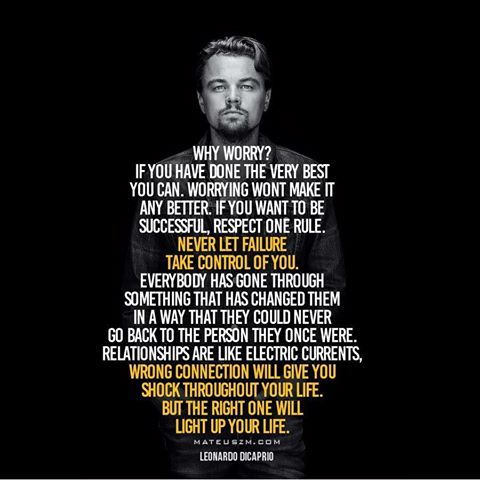 WHY WORRY?
IF YOU HAVE DONE THE VERY BEST
YOU CAN. WORRYING WONT MAKE IT
ANY BETTER. IF YOU WANT TO BE
SUCCESSFUL, RESPECT ONE RULE.
NEVER LET FAILURE
TAKE CONTROL OF YOU.
EVERYBODY HAS GONE THROUGH
SOMETHING THAT HAS CHANGED THEM
IN A WAY THAT THEY COULD NEVER
GO BACK TO THE PERSON THEY ONCE WERE.
RELATIONSHIPS ARE LIKE ELECTRIC CURRENTS,
WRONG CONNECTION WILL GIVE YOU
SHOCK THROUGHOUT YOUR LIFE.
BUT THE RIGHT ONE WILL
LIGHT UP YOUR LIFE.
MATEUSZM.COM
LEONARDO DICAPRIO